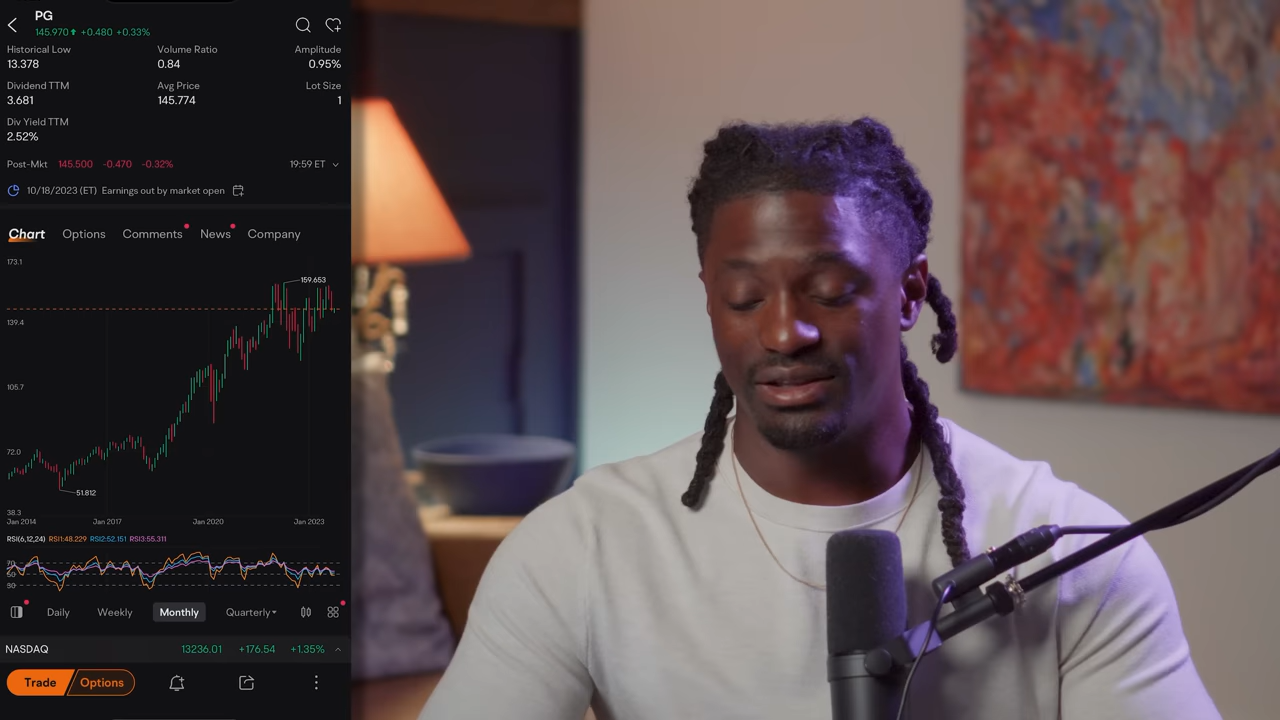 PG
145.970 +0.480 +0.33%
Historical Low Volume Ratio Amplitude
13.378 0.84 0.95%
Dividend TTM Avg Price Lot Size
3.681 145.774 1
Div Yield TTM
2.52%
Post-Mkt 145.500 -0.470 -0.32% 19:59 ET
10/18/2023 (ET) Earnings out by market open
Chart Options Comments News Company
173.1
159.653
139.4
105.7
72.0
51.812
38.3
Jan 2014 Jan 2017 Jan 2020 Jan 2023
RSI(6,12,24) RSI1:48.229 RSI2:52.151 RSI3:55.311
70
50
30
Daily Weekly Monthly Quarterly
NASDAQ 13236.01 +176.54 +1.35%
Trade Options